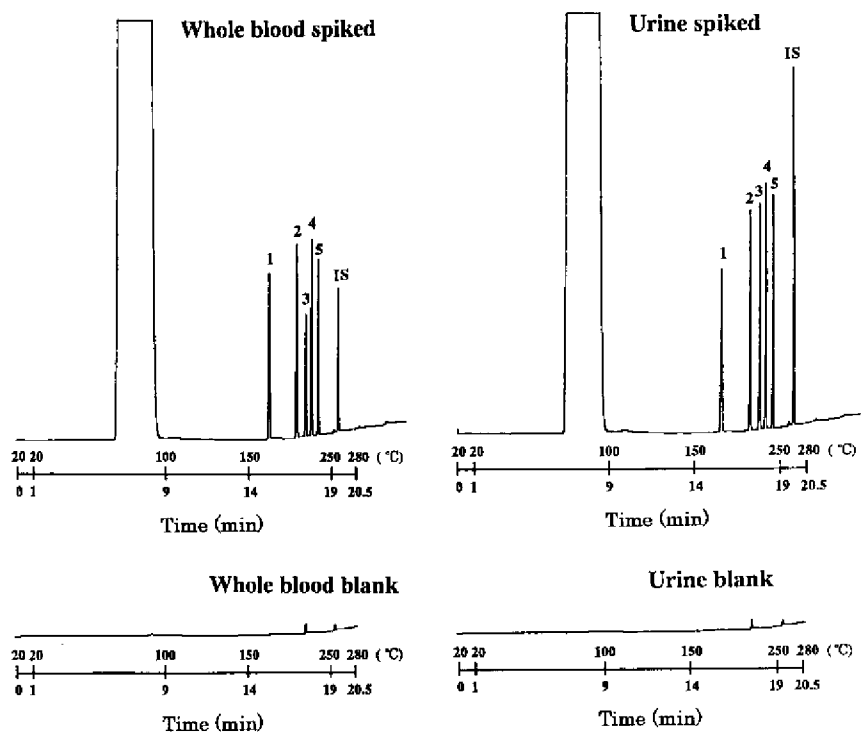 Whole blood spiked
1
2
3
4
5
IS
20 20 100 150 250 280 (℃)
0 1 9 14 19 20.5
Time (min)
Urine spiked
1
2
3
4
5
IS
20 20 100 150 250 280 (℃)
0 1 9 14 19 20.5
Time (min)
Whole blood blank
20 20 100 150 250 280 (℃)
0 1 9 14 19 20.5
Time (min)
Urine blank
20 20 100 150 250 280 (℃)
0 1 9 14 19 20.5
Time (min)